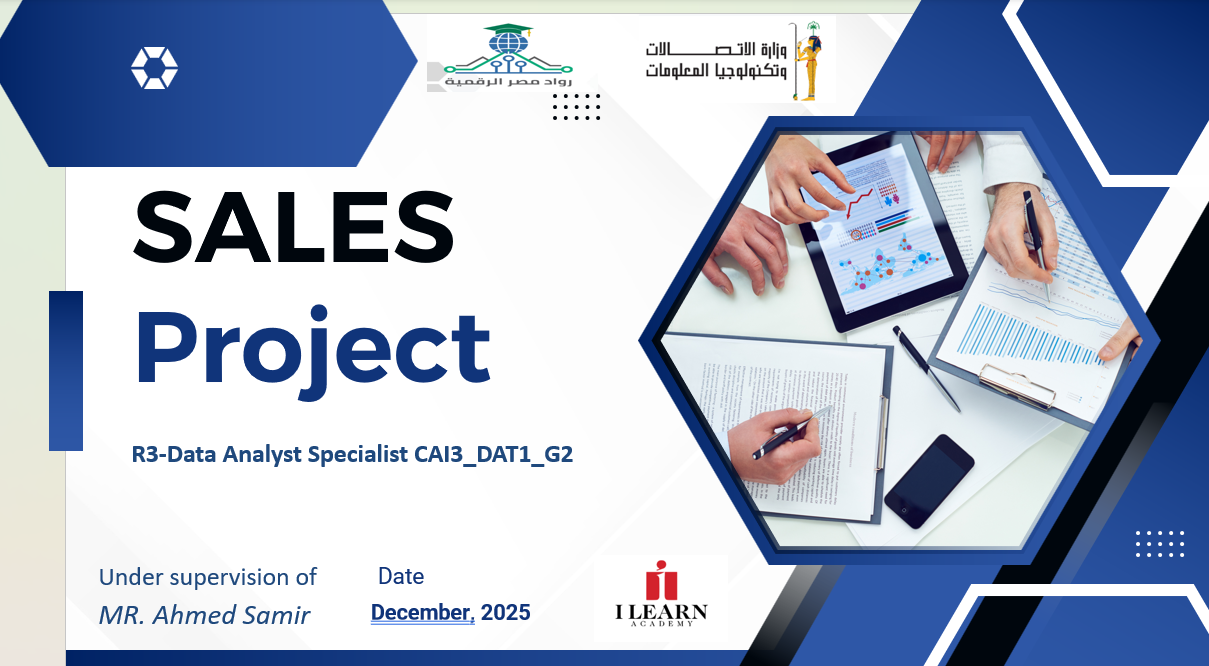 رواد مصر الرقمية
وزارة الاتصــالات
وتكنولوجيا المعلومات
SALES
Project
R3-Data Analyst Specialist CAI3_DAT1_G2
Under supervision of
MR. Ahmed Samir
Date
December, 2025
I LEARN
ACADEMY